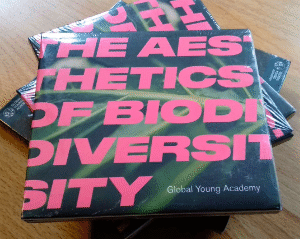 THE AES
THETICS
OF BIODI
DIVERSIT
SITY
Global Young Academy